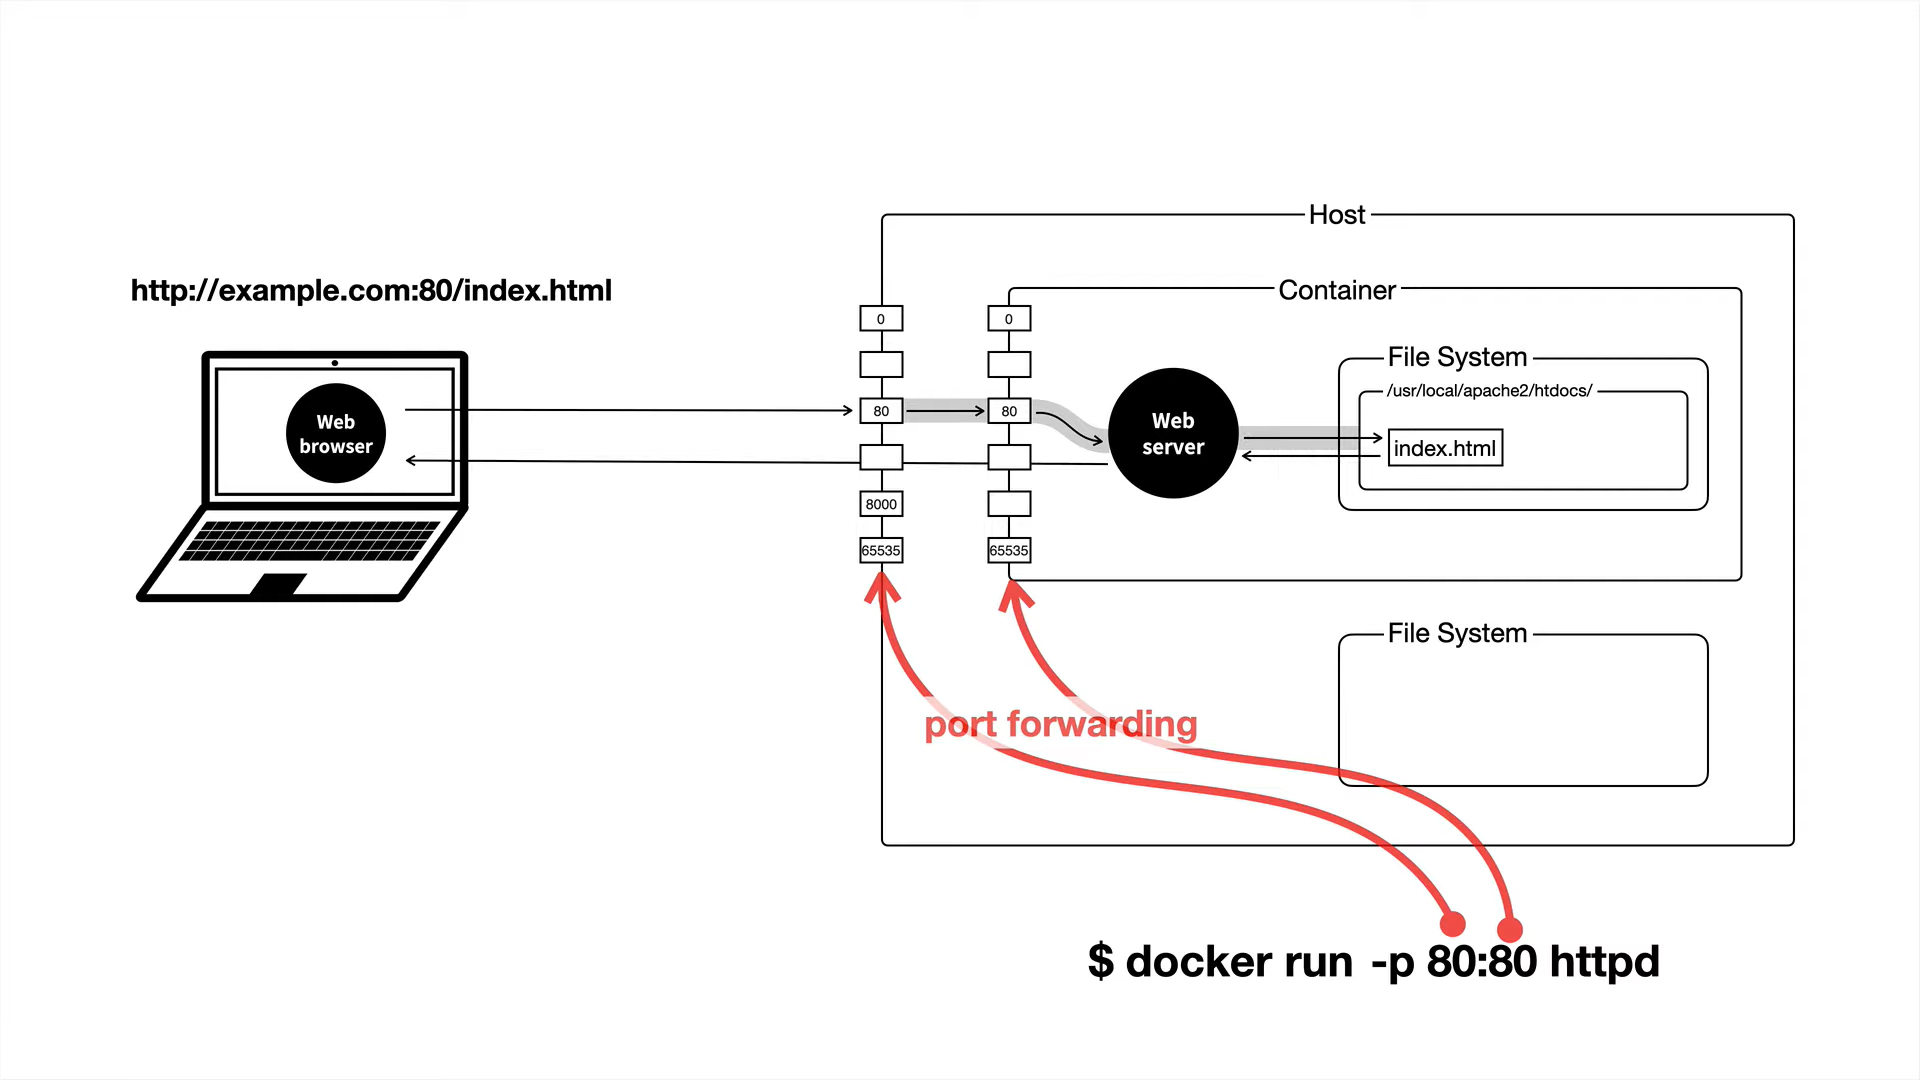 Host
http://example.com:80/index.html
Container
0
0
File System
/usr/local/apache2/htdocs/
80
80
Web
browser
Web
server
index.html
8000
65535
65535
File System
port forwarding
$ docker run -p 80:80 httpd